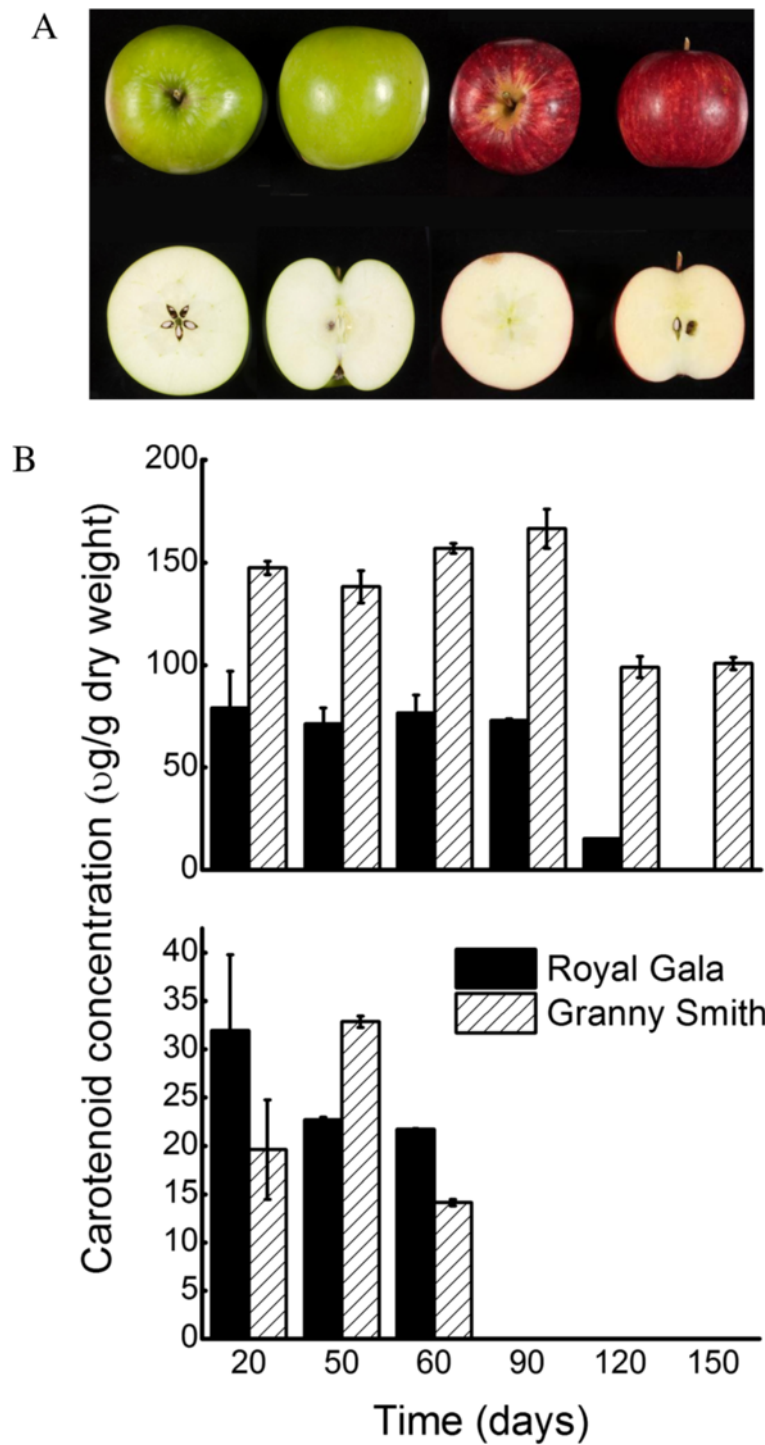 A
B
Carotenoid concentration (υg/g dry weight)
200
150
100
50
0
40
35
30
25
20
15
10
5
0
Royal Gala
Granny Smith
20 50 60 90 120 150
Time (days)